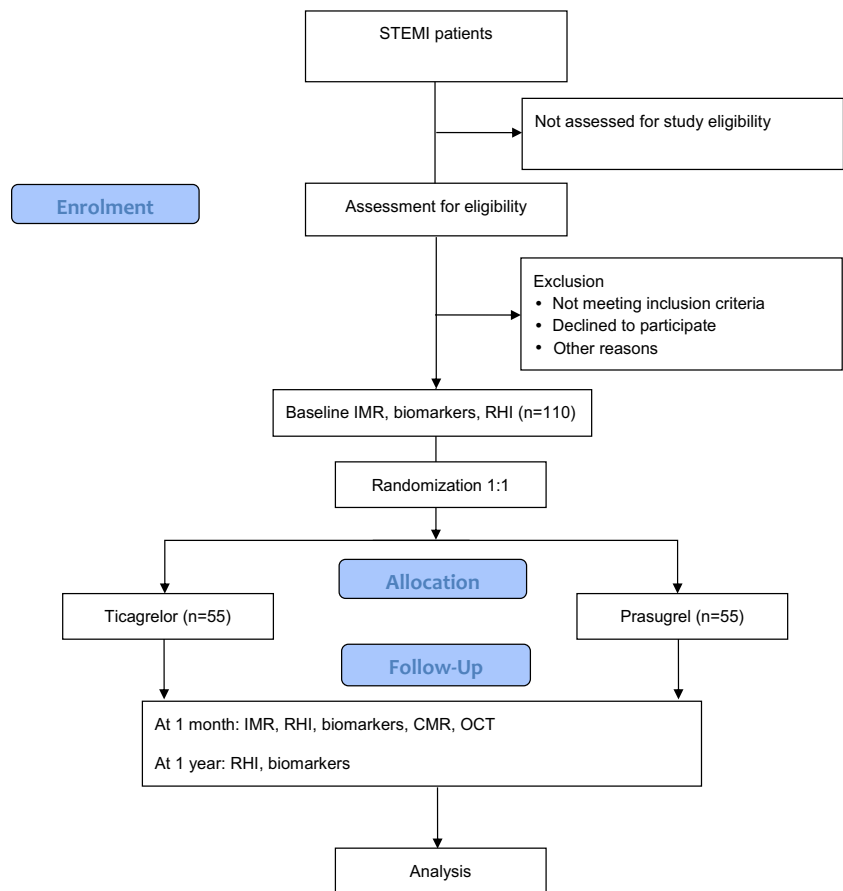 STEMI patients
Not assessed for study eligibility
Enrolment
Assessment for eligibility
Exclusion
• Not meeting inclusion criteria
• Declined to participate
• Other reasons
Baseline IMR, biomarkers, RHI (n=110)
Randomization 1:1
Allocation
Ticagrelor (n=55)
Prasugrel (n=55)
Follow-Up
At 1 month: IMR, RHI, biomarkers, CMR, OCT
At 1 year: RHI, biomarkers
Analysis